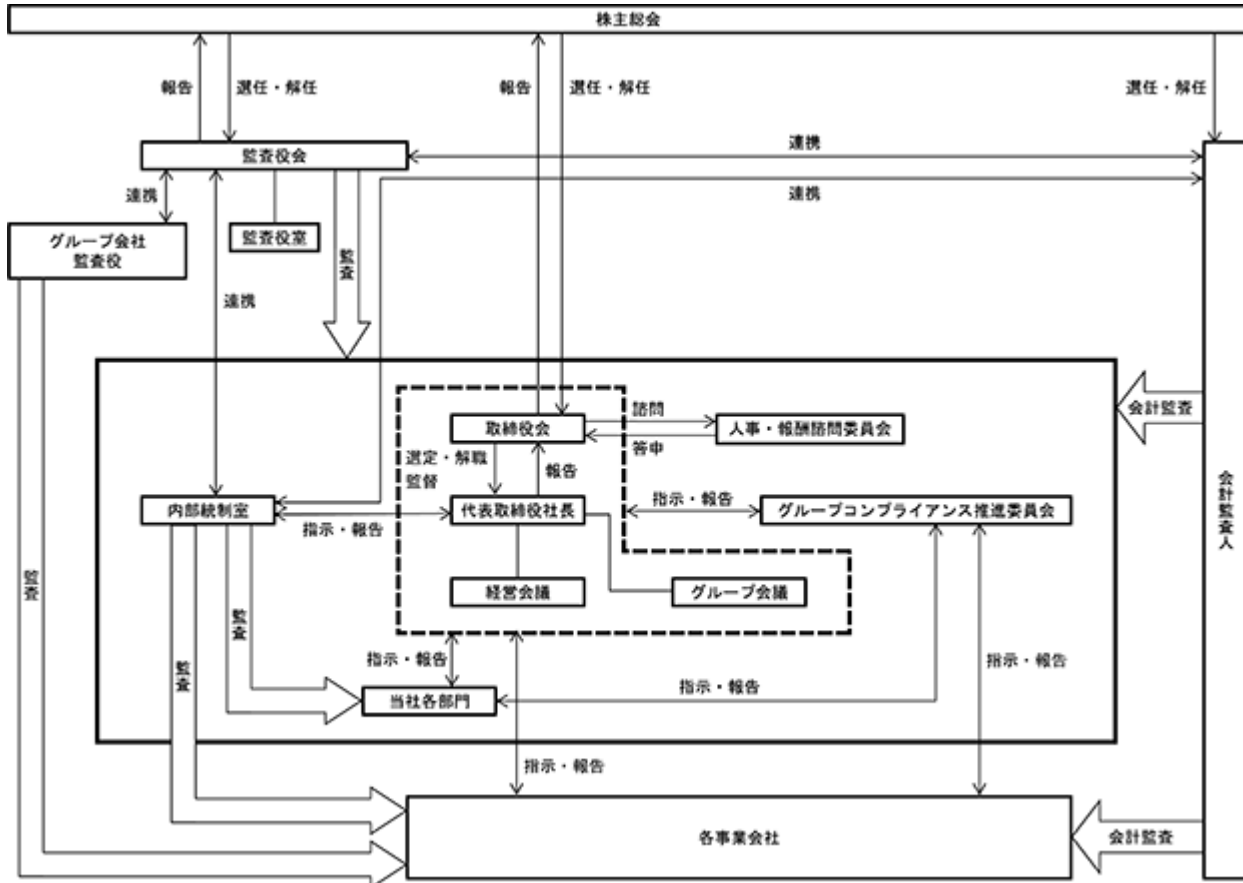 株主総会
報告
選任・解任
報告
選任・解任
選任・解任
監査役会
連携
連携
連携
グループ会社
監査役
監査役室
監査
連携
会計監査
諮問
取締役会
人事・報酬諮問委員会
答申
選定・解職
監督
報告
内部統制室
代表取締役社長
指示・報告
グループコンプライアンス推進委員会
指示・報告
会計監査人
経営会議
グループ会議
監査
監査
監査
指示・報告
指示・報告
指示・報告
当社各部門
指示・報告
各事業会社
会計監査